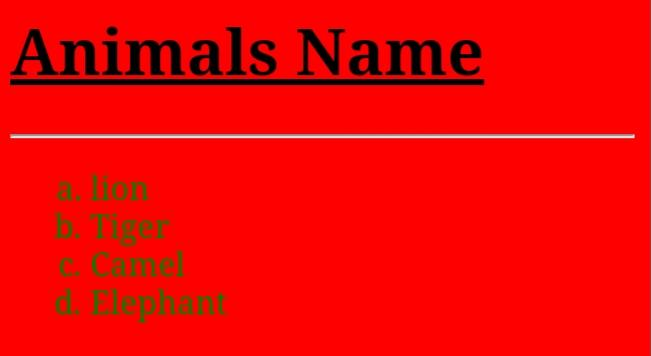 Animals Name
a. lion
b. Tiger
c. Camel
d. Elephant